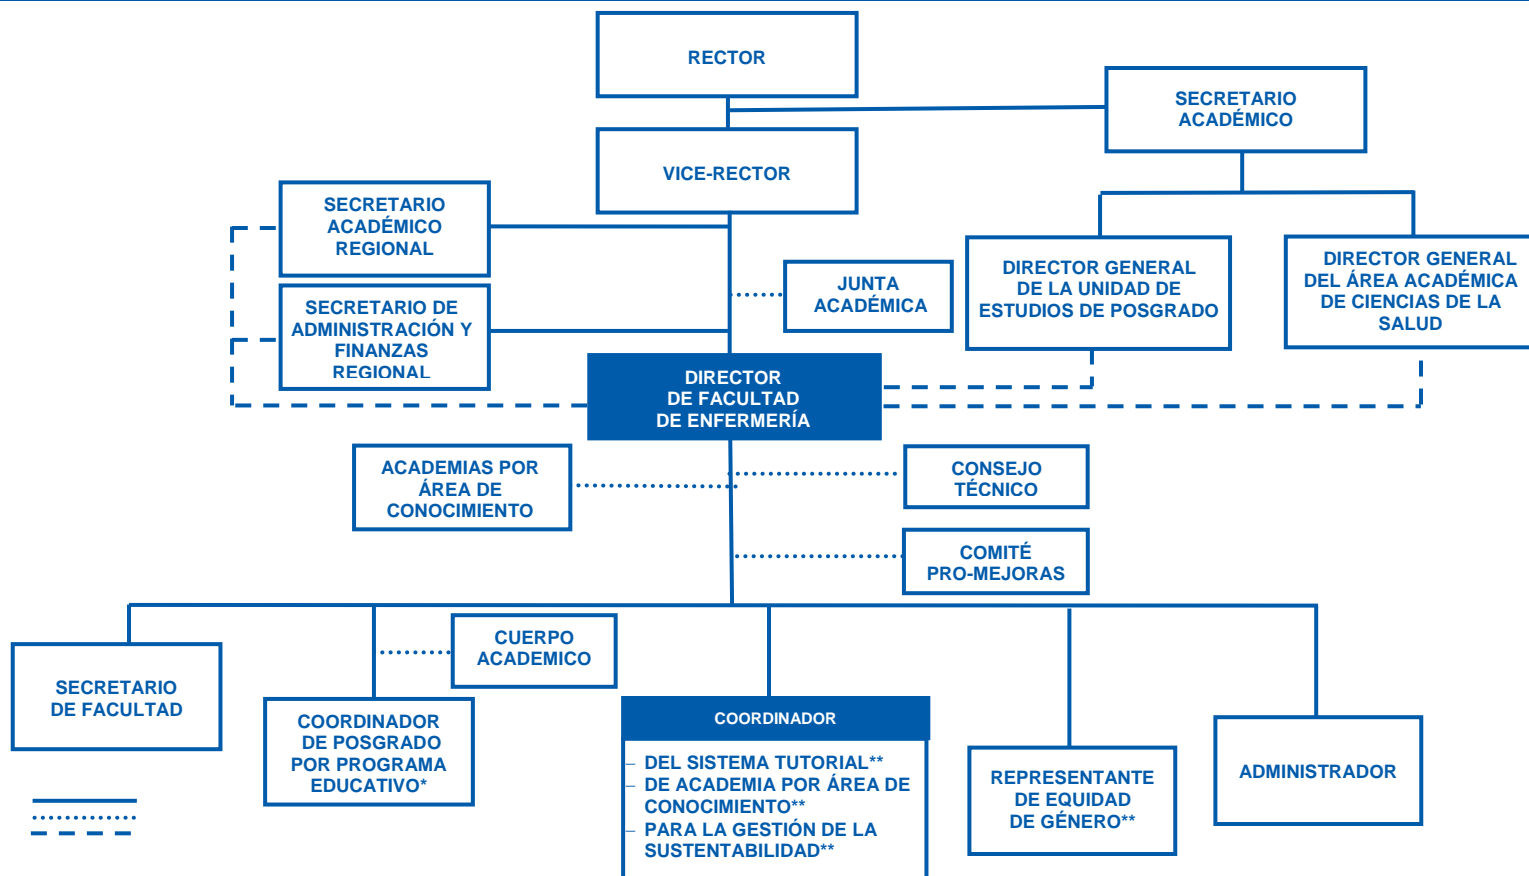 RECTOR
SECRETARIO
ACADÉMICO
VICE-RECTOR
SECRETARIO
ACADÉMICO
REGIONAL
DIRECTOR GENERAL
DE LA UNIDAD DE
ESTUDIOS DE POSGRADO
DIRECTOR GENERAL
DEL ÁREA ACADÉMICA
DE CIENCIAS DE LA
SALUD
JUNTA
ACADÉMICA
SECRETARIO DE
ADMINISTRACIÓN Y
FINANZAS
REGIONAL
DIRECTOR
DE FACULTAD
DE ENFERMERÍA
ACADEMIAS POR
ÁREA DE
CONOCIMIENTO
CONSEJO
TÉCNICO
COMITÉ
PRO-MEJORAS
CUERPO
ACADEMICO
SECRETARIO
DE FACULTAD
COORDINADOR
DE POSGRADO
POR PROGRAMA
EDUCATIVO*
COORDINADOR
– DEL SISTEMA TUTORIAL**
– DE ACADEMIA POR ÁREA DE
CONOCIMIENTO**
– PARA LA GESTIÓN DE LA
SUSTENTABILIDAD**
REPRESENTANTE
DE EQUIDAD
DE GÉNERO**
ADMINISTRADOR